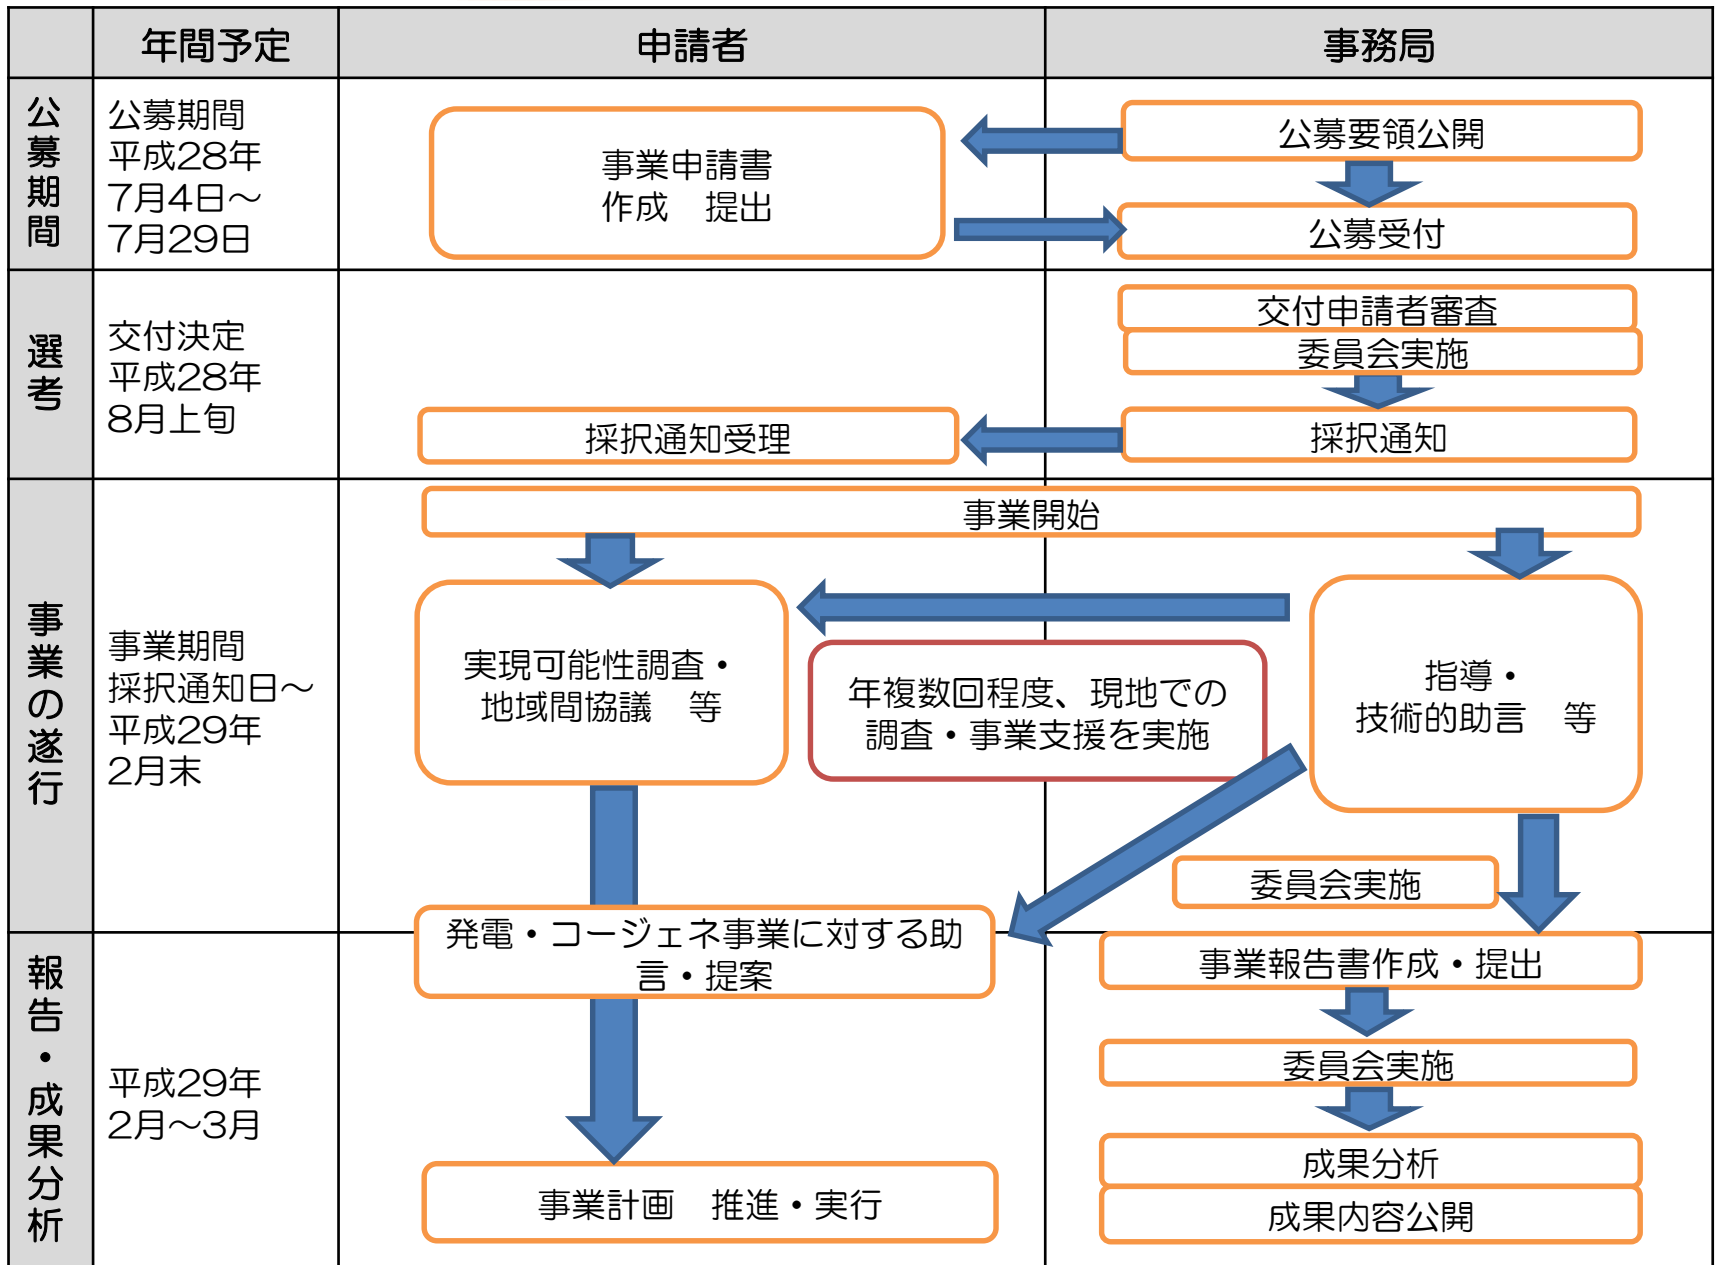 年間予定
申請者
事務局
公募期間
公募期間
平成28年
7月4日～
7月29日
事業申請書
作成　提出
公募要領公開
公募受付
選考
交付決定
平成28年
8月上旬
交付申請者審査
委員会実施
採択通知受理
採択通知
事業の遂行
事業期間
採択通知日～
平成29年
2月末
事業開始
実現可能性調査・
地域間協議　等
年複数回程度、現地での
調査・事業支援を実施
指導・
技術的助言　等
委員会実施
発電・コージェネ事業に対する助
言・提案
報告・成果分析
平成29年
2月～3月
事業報告書作成・提出
委員会実施
成果分析
事業計画　推進・実行
成果内容公開